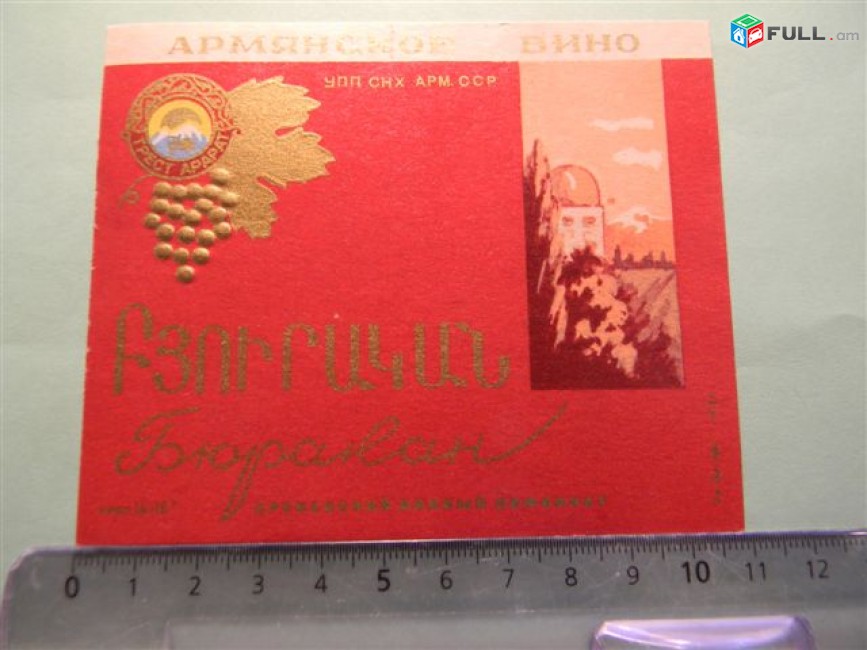 FULL.am
АРМЯНСКОЕ ВИНО
УПП СНХ АРМ. ССР
ТРЕСТ АРАРАТ
ԲՅՈՒՐԱԿԱՆ
Бюракан
0 1 2 3 4 5 6 7 8 9 10 11 12